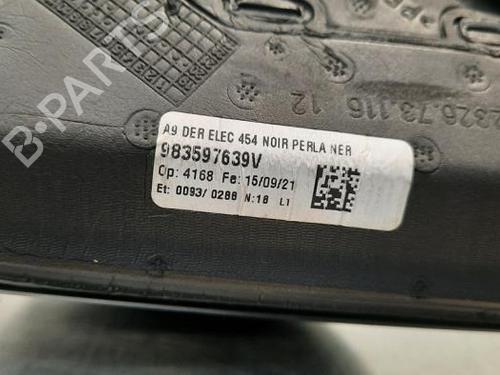 B-PARTS
326.73.116 12
A9 DER ELEC 454 NOIR PERLA NER
983597639V
Op: 4168 Fe: 15/09/21
Et: 0093/ 0286 N:18 L1